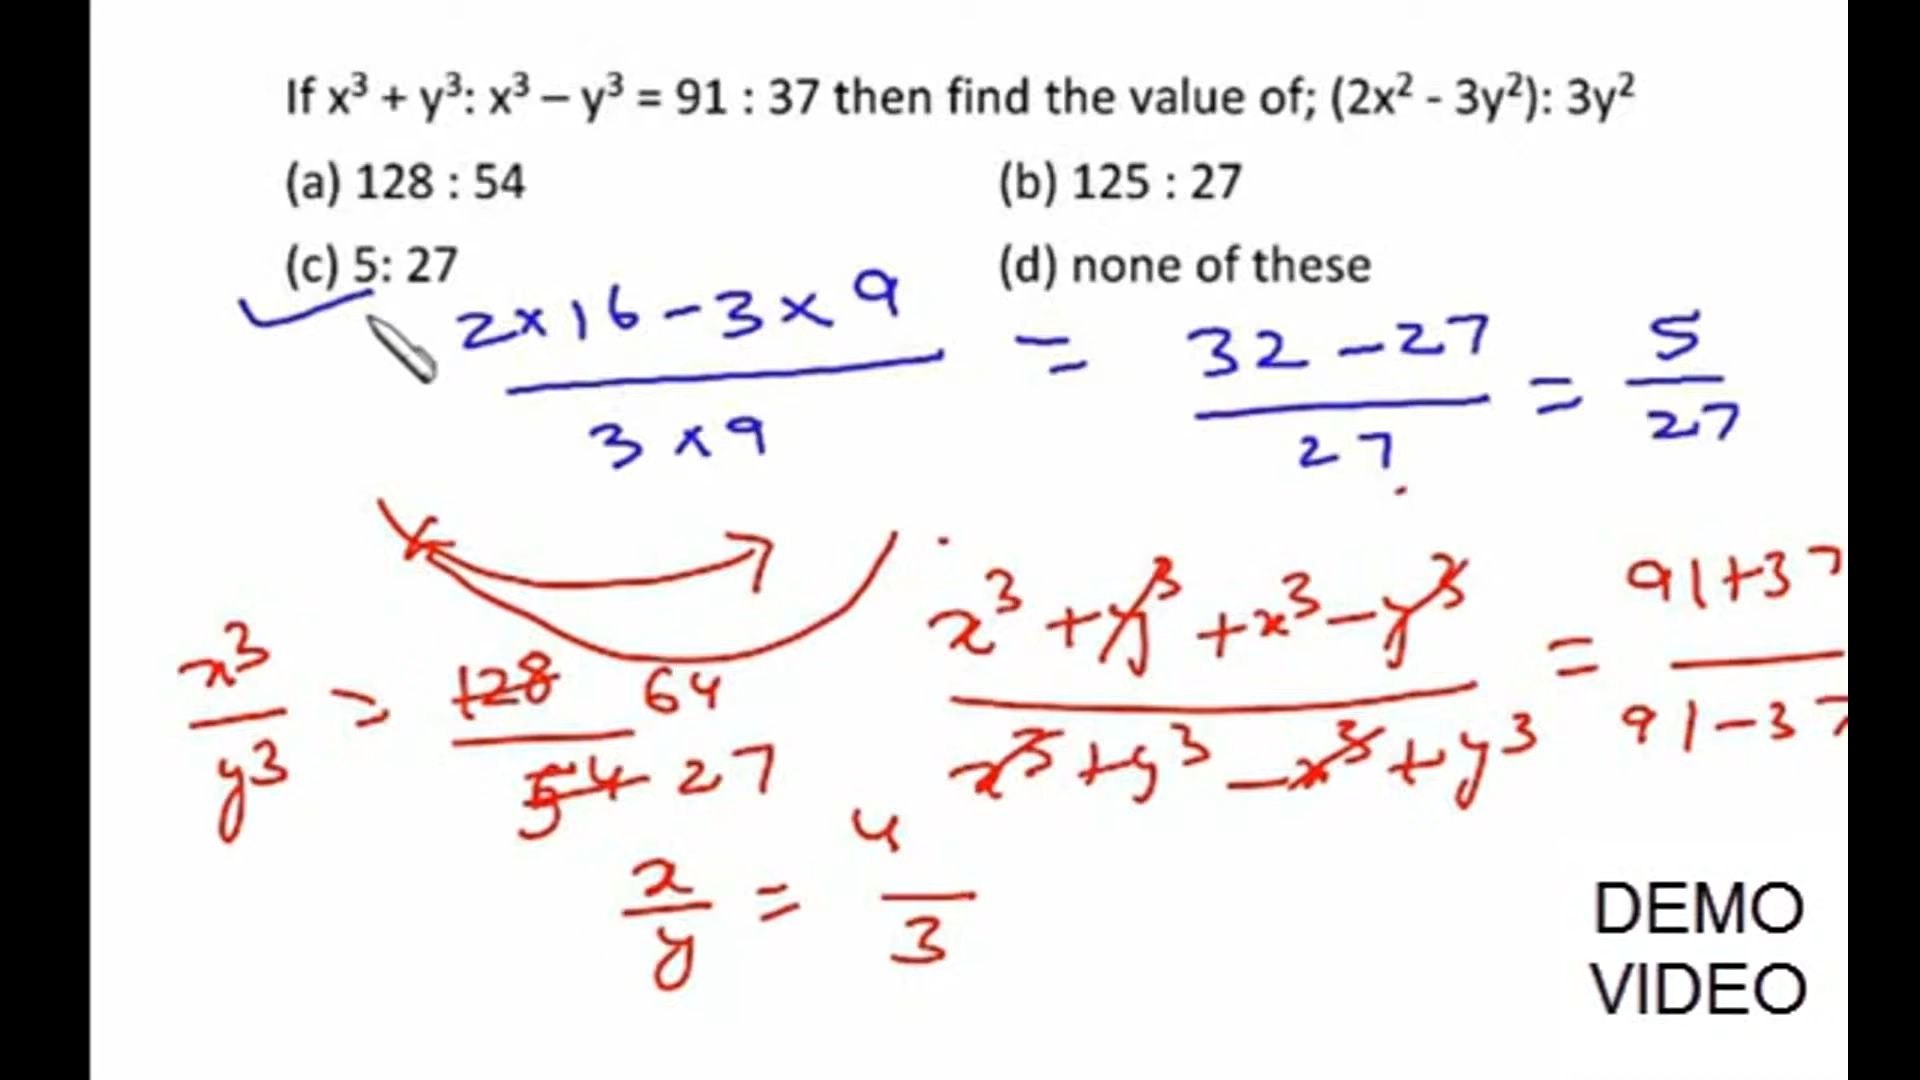 If x³ + y³: x³ – y³ = 91 : 37 then find the value of; (2x² - 3y²): 3y²
(a) 128 : 54 (b) 125 : 27
(c) 5: 27 (d) none of these
2×16-3×9 / 3×9 = 32-27 / 27 = 5/27
x³/y³ = 128/54 64/27
x³+y³+x³-y³ / x³+y³-x³+y³ = 91+37 / 91-37
x/y = 4/3
DEMO
VIDEO